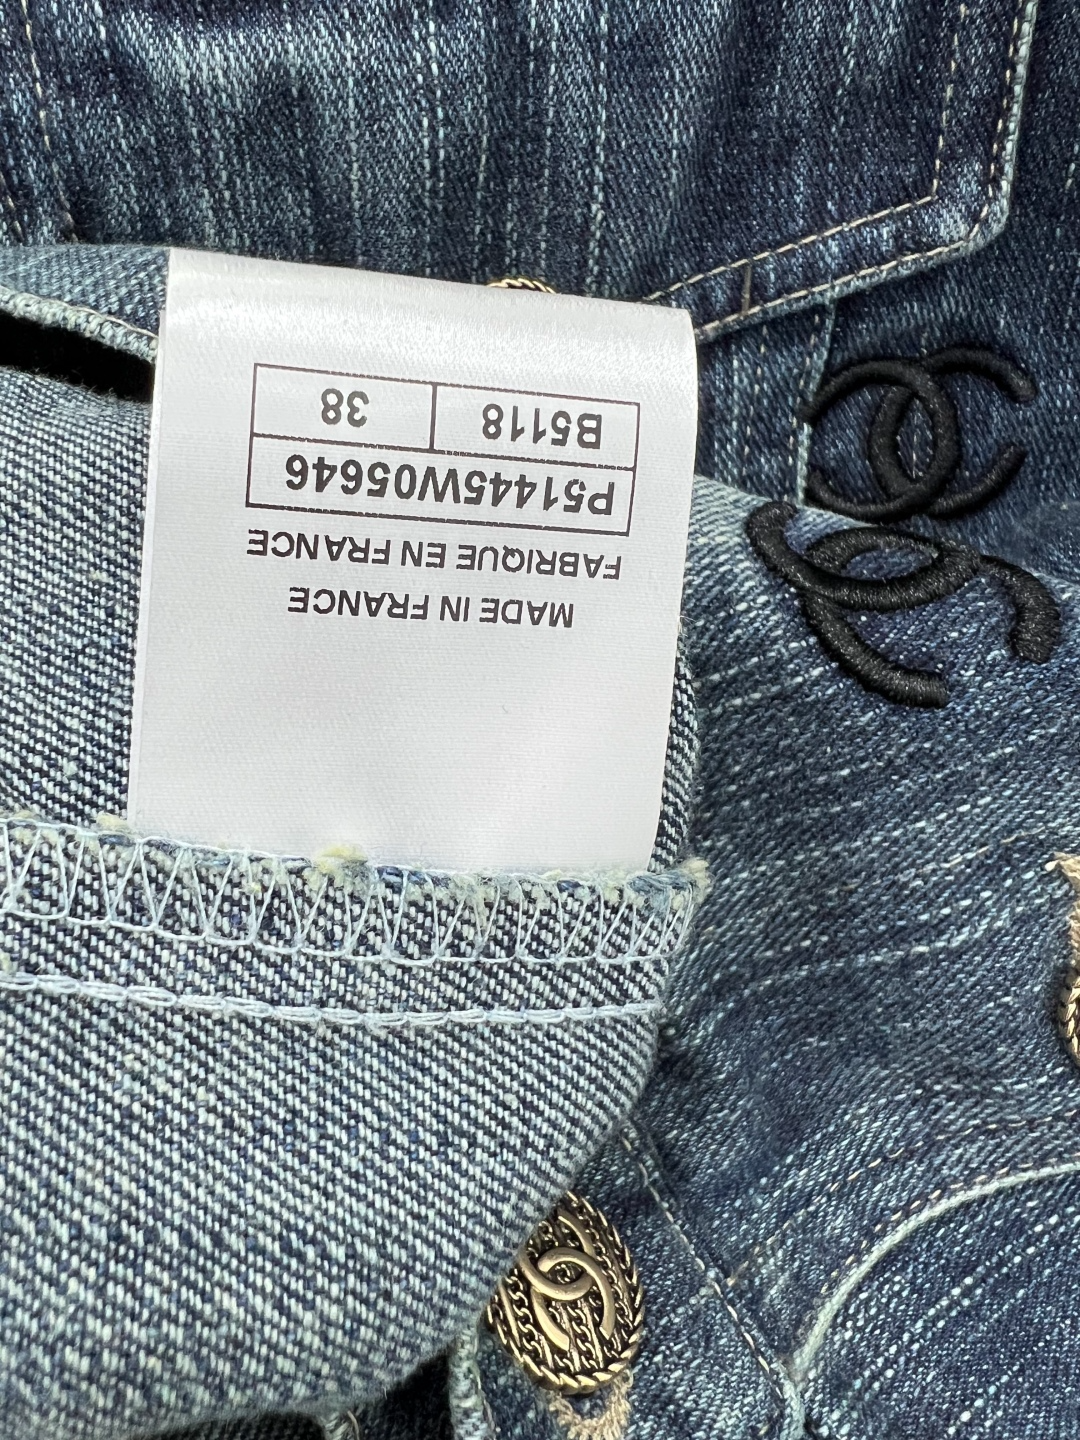 MADE IN FRANCE
FABRIQUE EN FRANCE
P51445W05646
B5118 38